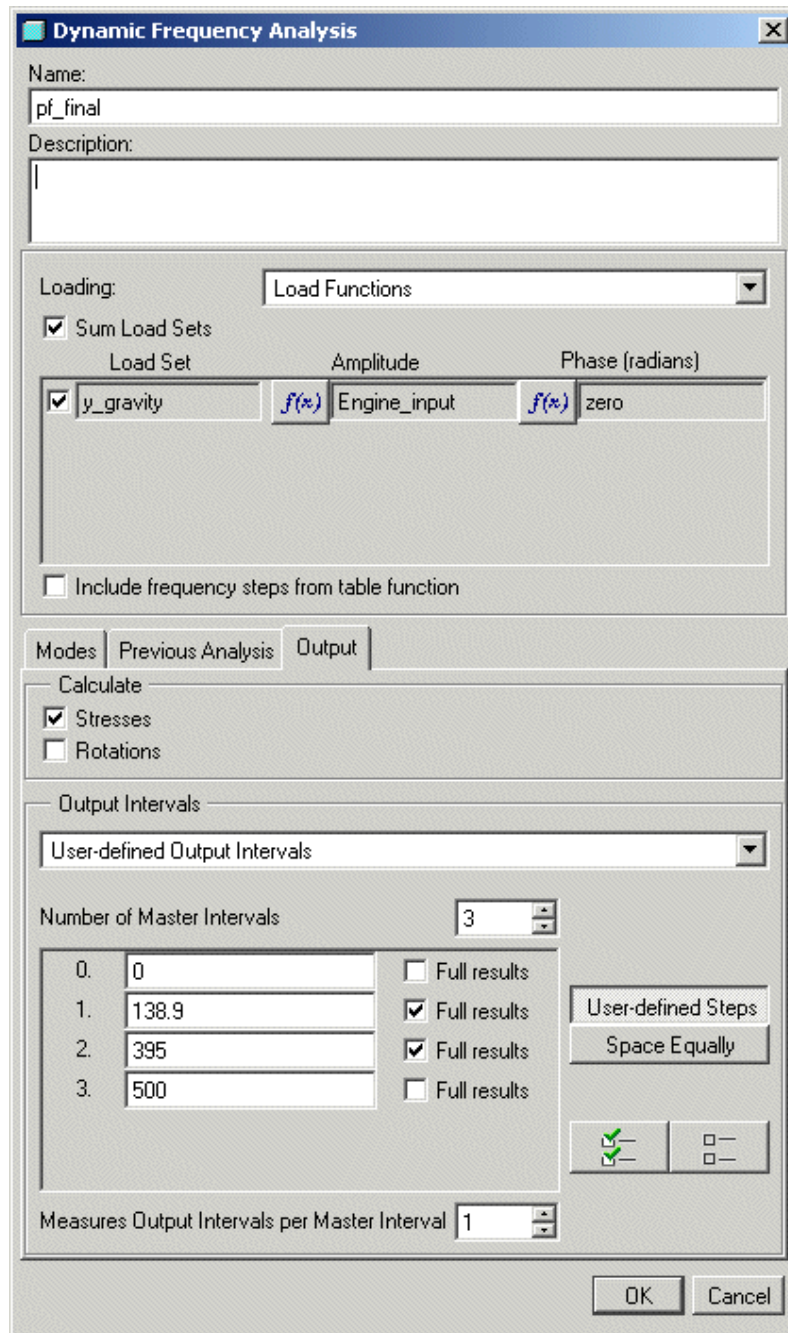 Dynamic Frequency Analysis
Name:
pf_final
Description:
Loading: Load Functions
Sum Load Sets
Load Set Amplitude Phase (radians)
y_gravity f(x) Engine_input f(x) zero
Include frequency steps from table function
Modes Previous Analysis Output
Calculate
Stresses
Rotations
Output Intervals
User-defined Output Intervals
Number of Master Intervals 3
0. 0 Full results
1. 138.9 Full results User-defined Steps
2. 395 Full results Space Equally
3. 500 Full results
Measures Output Intervals per Master Interval 1
OK Cancel